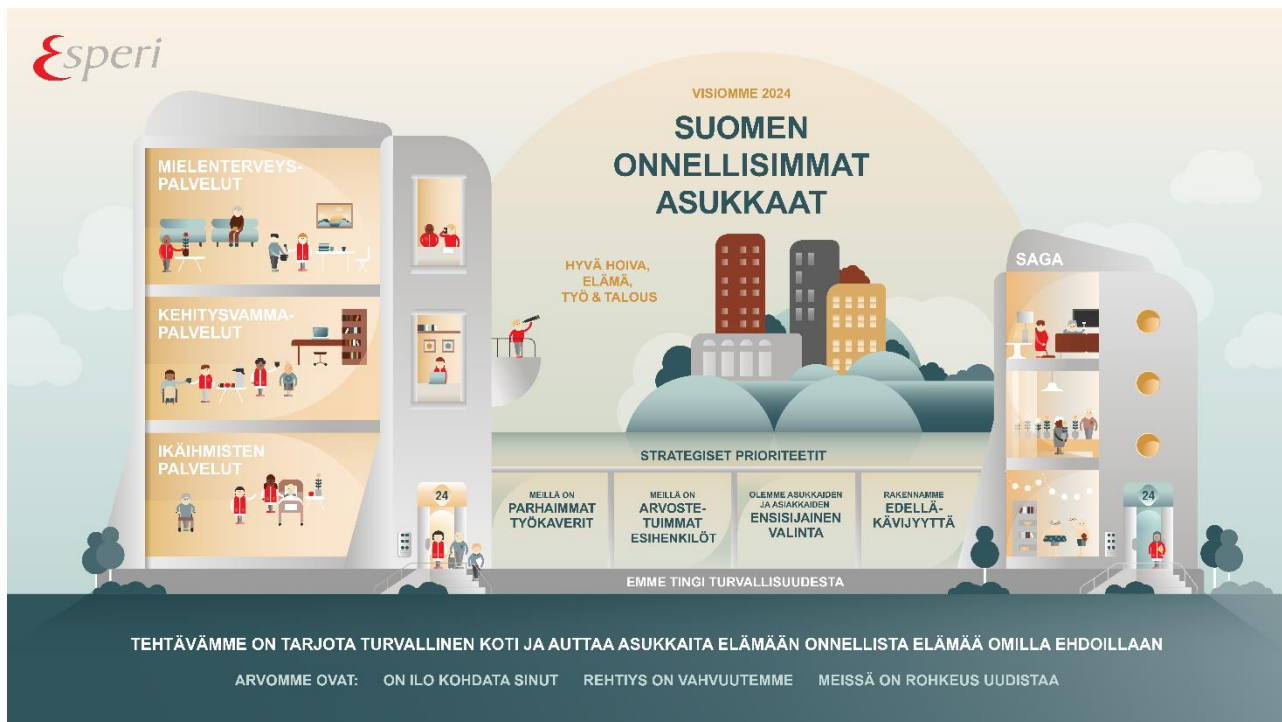 Esperi
VISIOMME 2024
SUOMEN
ONNELLISIMMAT
ASUKKAAT
HYVÄ HOIVA,
ELÄMÄ,
TYÖ & TALOUS
MIELENTERVEYS-
PALVELUT
KEHITYSVAMMA-
PALVELUT
IKÄIHMISTEN
PALVELUT
24
SAGA
24
STRATEGISET PRIORITEETIT
MEILLÄ ON
PARHAIMMAT
TYÖKAVERIT
MEILLÄ ON
ARVOSTE-
TUIMMAT
ESIHENKILÖT
OLEMME ASUKKAIDEN
JA ASIAKKAIDEN
ENSISIJAINEN
VALINTA
RAKENNAMME
EDELLÄ-
KÄVIJYYTTÄ
EMME TINGI TURVALLISUUDESTA
TEHTÄVÄMME ON TARJOTA TURVALLINEN KOTI JA AUTTAA ASUKKAITA ELÄMÄÄN ONNELLISTA ELÄMÄÄ OMILLA EHDOILLAAN
ARVOMME OVAT: ON ILO KOHDATA SINUT REHTIYS ON VAHVUUTEMME MEISSÄ ON ROHKEUS UUDISTAA